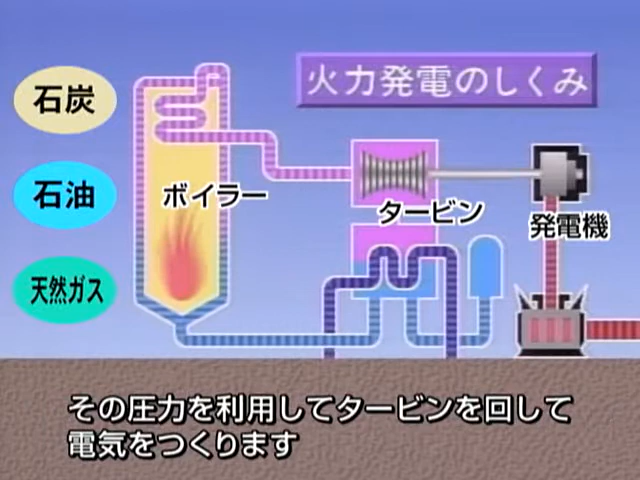 火力発電のしくみ
石炭
石油
天然ガス
ボイラー
タービン
発電機
その圧力を利用してタービンを回して
電気をつくります